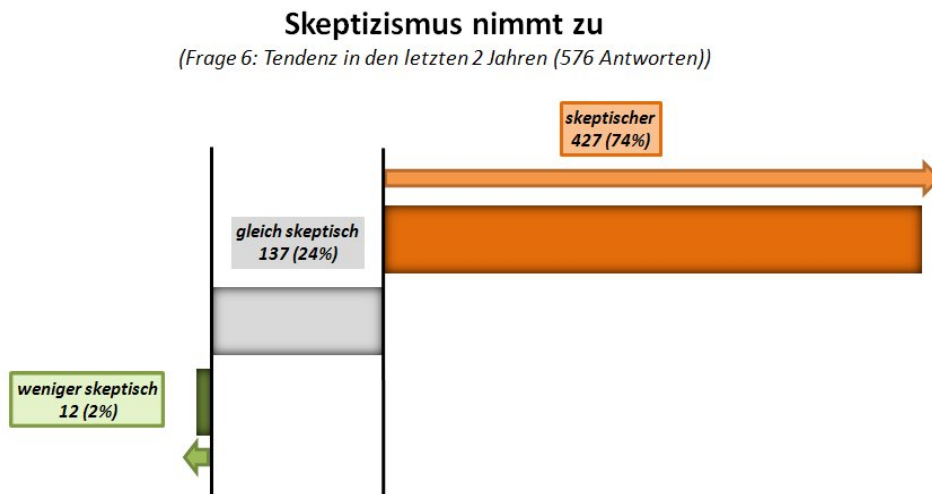 Skeptizismus nimmt zu
(Frage 6: Tendenz in den letzten 2 Jahren (576 Antworten))
skeptischer
427 (74%)
gleich skeptisch
137 (24%)
weniger skeptisch
12 (2%)